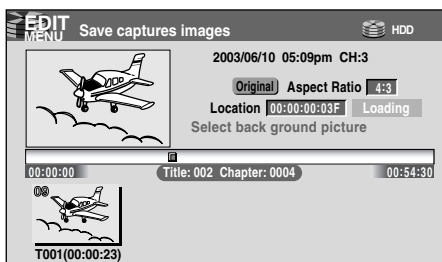 EDIT MENU Save captures images HDD
2003/06/10 05:09pm CH:3
Original Aspect Ratio 4:3
Location 00:00:00:03F Loading
Select back ground picture
00:00:00 Title: 002 Chapter: 0004 00:54:30
09
T001(00:00:23)